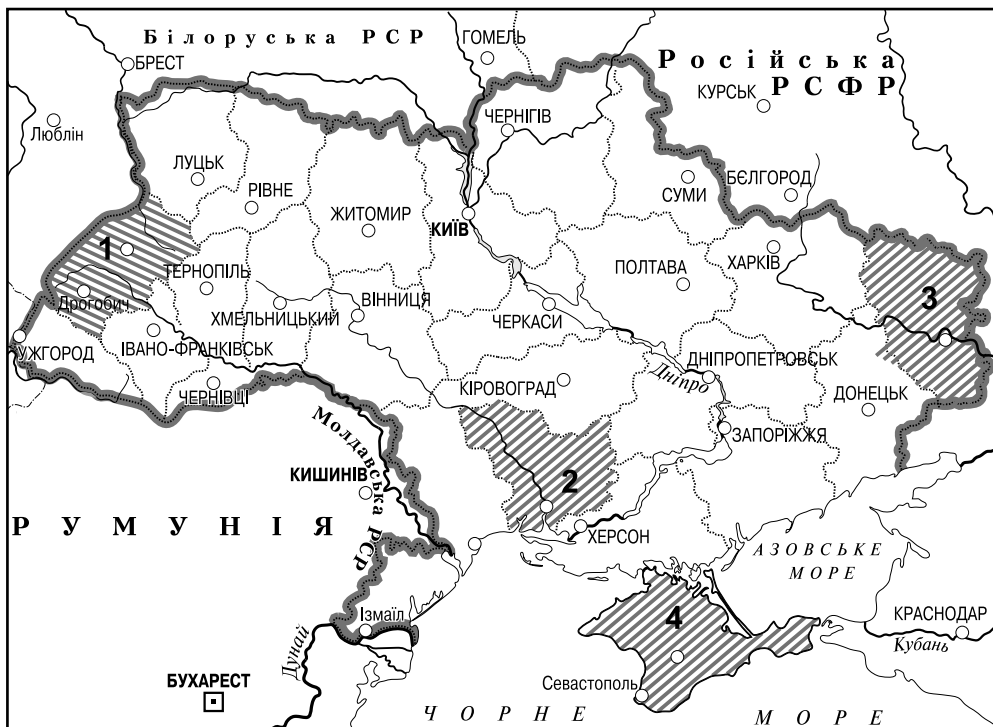 Білоруська РСР
ГОМЕЛЬ
БРЕСТ
Російська
РСФР
КУРСЬК
Люблін
ЧЕРНІГІВ
ЛУЦЬК
РІВНЕ
СУМИ
БЄЛГОРОД
ЖИТОМИР
КИЇВ
1
ТЕРНОПІЛЬ
ПОЛТАВА
ХАРКІВ
3
Дрогобич
ХМЕЛЬНИЦЬКИЙ
ВІННИЦЯ
ЧЕРКАСИ
УЖГОРОД
ІВАНО-ФРАНКІВСЬК
ДНІПРОПЕТРОВСЬК
Дніпро
КІРОВОГРАД
ДОНЕЦЬК
ЧЕРНІВЦІ
Молдавська РСР
ЗАПОРІЖЖЯ
КИШИНІВ
2
РУМУНІЯ
ХЕРСОН
АЗОВСЬКЕ
МОРЕ
Ізмаїл
4
КРАСНОДАР
Кубань
Дунай
БУХАРЕСТ
Севастополь
ЧОРНЕ МОРЕ